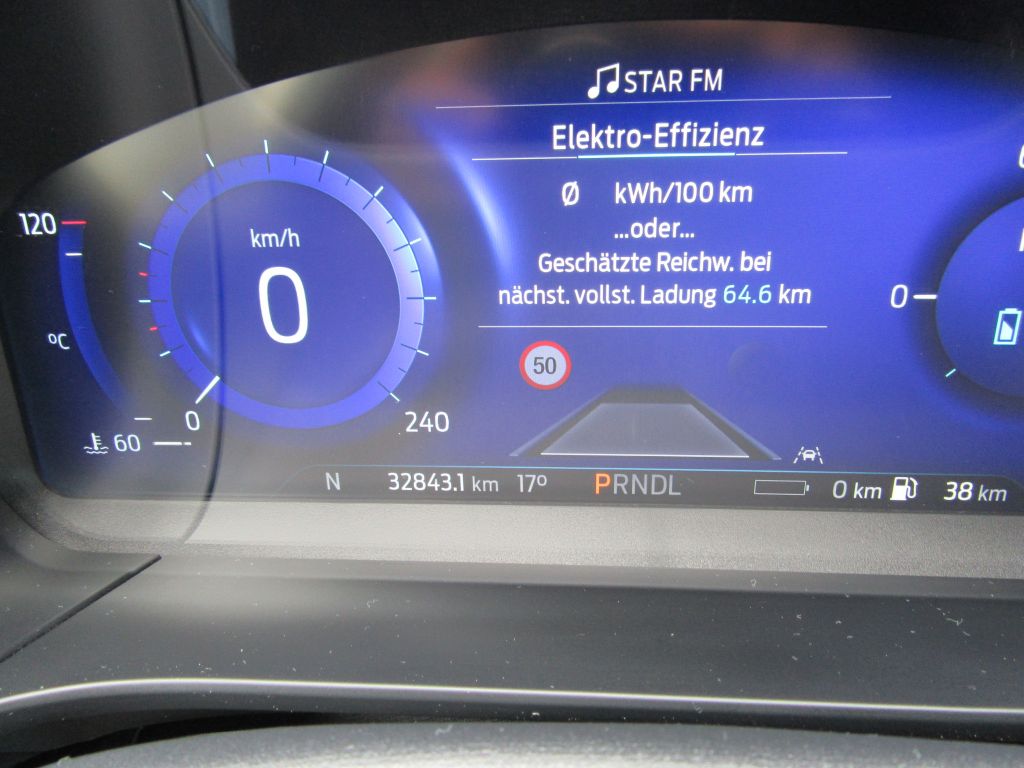 STAR FM
Elektro-Effizienz
Ø kWh/100 km
...oder...
Geschätzte Reichw. bei
nächst. vollst. Ladung 64.6 km
50
120
°C
60
km/h
0
0
240
0
N 32843.1 km 17° PRNDL 0 km 38 km